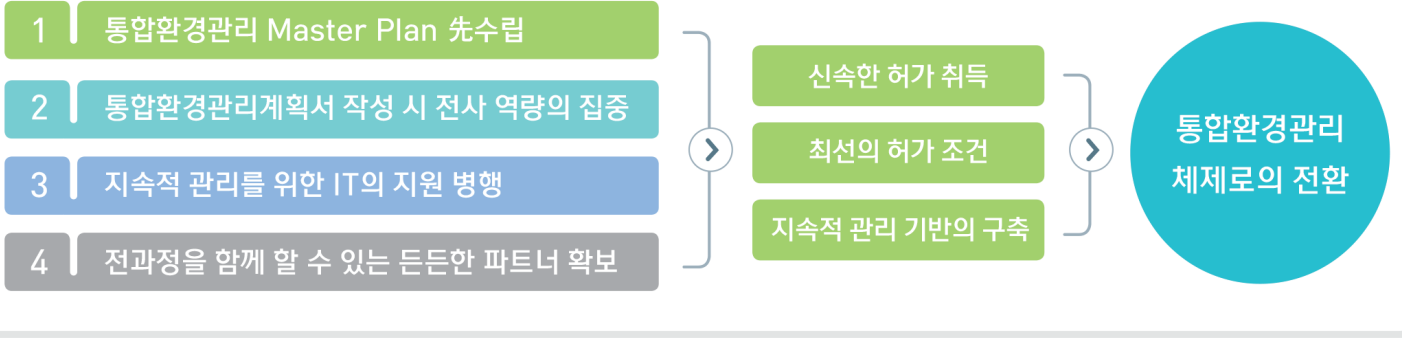 1 통합환경관리 Master Plan 先수립
2 통합환경관리계획서 작성 시 전사 역량의 집중
3 지속적 관리를 위한 IT의 지원 병행
4 전과정을 함께 할 수 있는 든든한 파트너 확보
신속한 허가 취득
최선의 허가 조건
지속적 관리 기반의 구축
통합환경관리
체제로의 전환